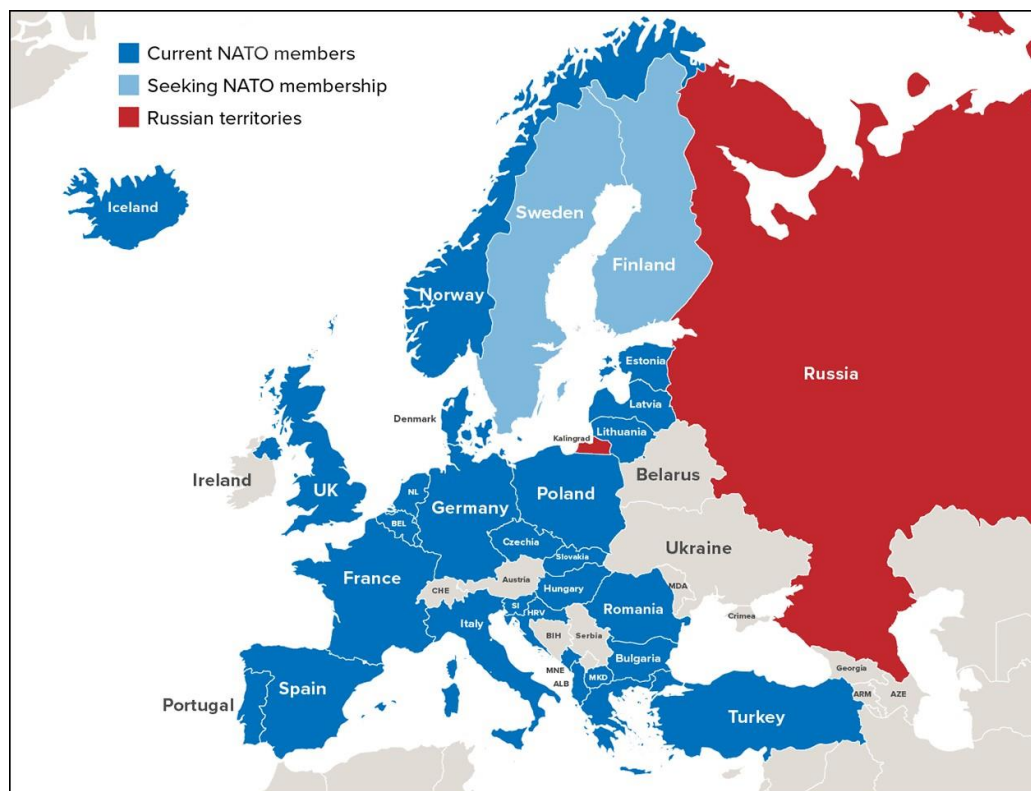 Current NATO members
Seeking NATO membership
Russian territories
Iceland
Sweden
Finland
Norway
Russia
Estonia
Latvia
Denmark
Lithuania
Kalingrad
Ireland
UK
NL
BEL
Germany
Poland
Belarus
Czechia
Slovakia
Ukraine
France
CHE
Austria
Hungary
MDA
SI
HRV
Romania
Crimea
Italy
BIH
Serbia
Bulgaria
Georgia
MNE
ALB
MKD
ARM
AZE
Portugal
Spain
Turkey